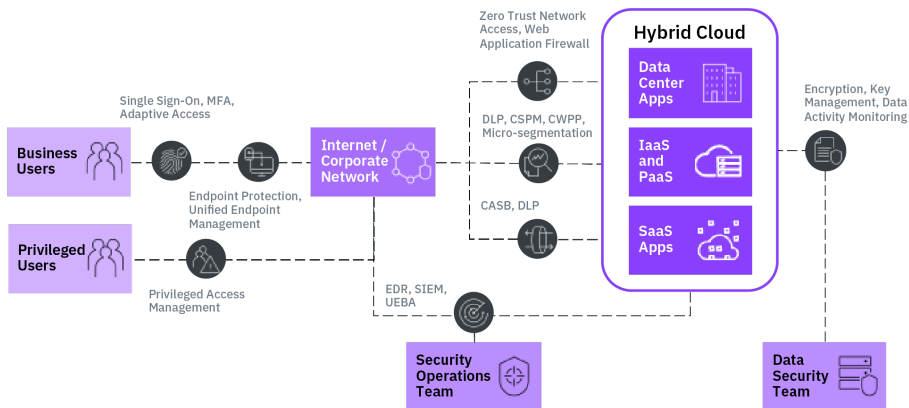 Zero Trust Network
Access, Web
Application Firewall
Hybrid Cloud
Data
Center
Apps
Encryption, Key
Management, Data
Activity Monitoring
Single Sign-On, MFA,
Adaptive Access
DLP, CSPM, CWPP,
Micro-segmentation
Business
Users
Internet /
Corporate
Network
IaaS
and
PaaS
Endpoint Protection,
Unified Endpoint
Management
CASB, DLP
SaaS
Apps
Privileged
Users
Privileged Access
Management
EDR, SIEM,
UEBA
Security
Operations
Team
Data
Security
Team